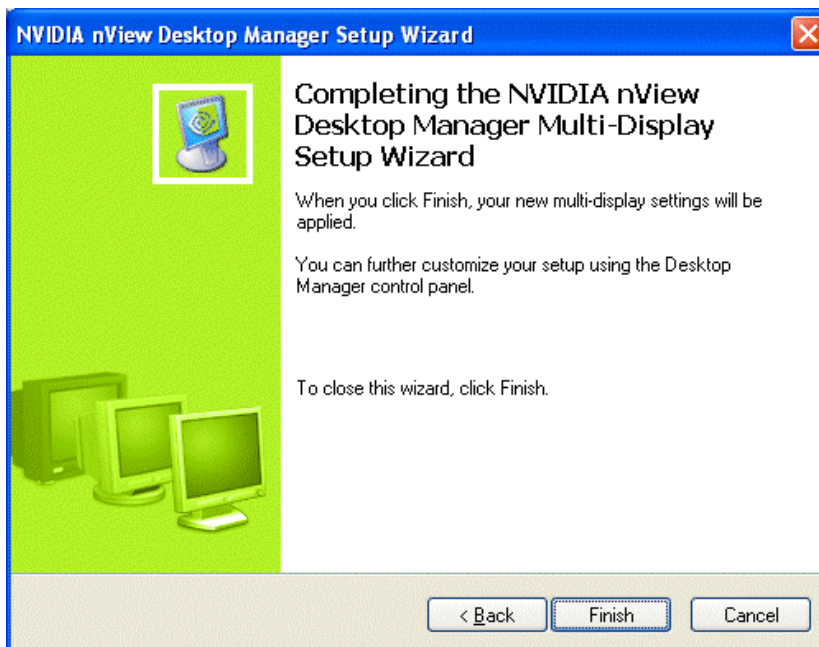 NVIDIA nView Desktop Manager Setup Wizard
Completing the NVIDIA nView
Desktop Manager Multi-Display
Setup Wizard
When you click Finish, your new multi-display settings will be
applied.
You can further customize your setup using the Desktop
Manager control panel.
To close this wizard, click Finish.
< Back
Finish
Cancel